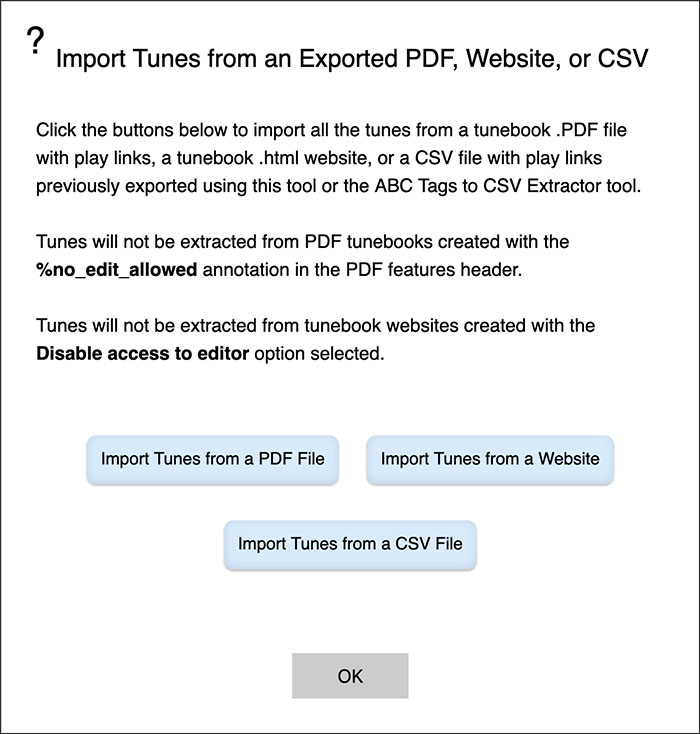 ?
Import Tunes from an Exported PDF, Website, or CSV
Click the buttons below to import all the tunes from a tunebook .PDF file
with play links, a tunebook .html website, or a CSV file with play links
previously exported using this tool or the ABC Tags to CSV Extractor tool.
Tunes will not be extracted from PDF tunebooks created with the
%no_edit_allowed annotation in the PDF features header.
Tunes will not be extracted from tunebook websites created with the
Disable access to editor option selected.
Import Tunes from a PDF File
Import Tunes from a Website
Import Tunes from a CSV File
OK